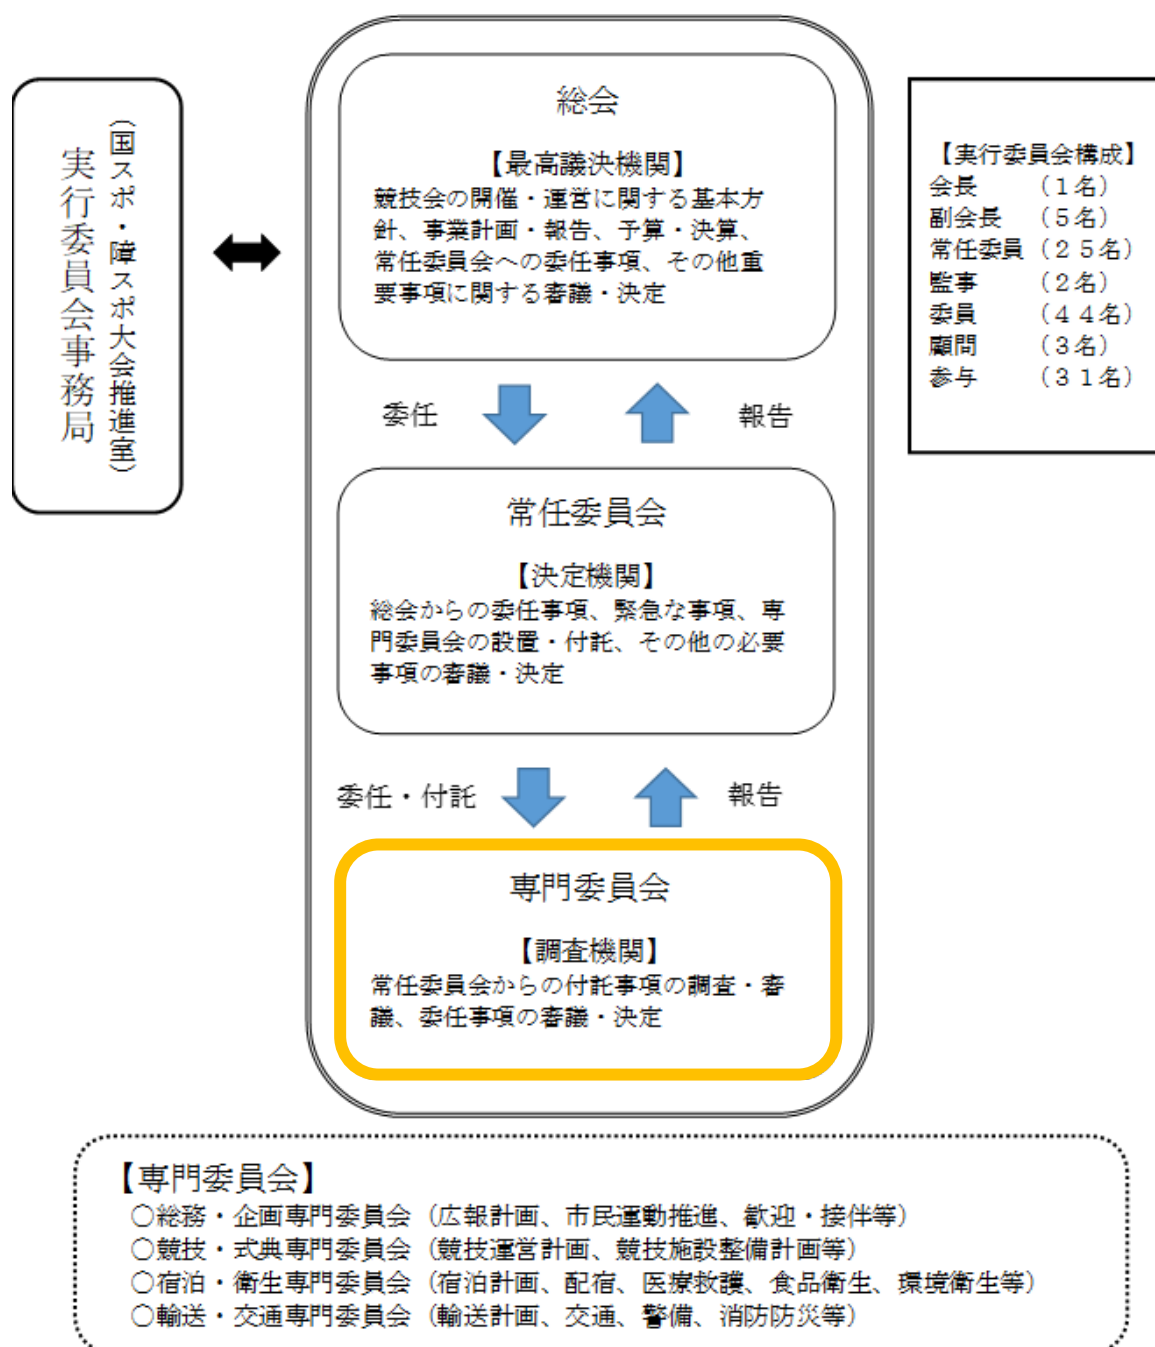 (国スポ・障スポ大会推進室)
実行委員会事務局
総会
【最高議決機関】
競技会の開催・運営に関する基本方
針、事業計画・報告、予算・決算、
常任委員会への委任事項、その他重
要事項に関する審議・決定
【実行委員会構成】
会長　　　（１名）
副会長　　（５名）
常任委員（２５名）
監事　　　（２名）
委員　　　（４４名）
顧問　　　（３名）
参与　　　（３１名）
委任
報告
常任委員会
【決定機関】
総会からの委任事項、緊急な事項、専
門委員会の設置・付託、その他の必要
事項の審議・決定
委任・付託
報告
専門委員会
【調査機関】
常任委員会からの付託事項の調査・審
議、委任事項の審議・決定
【専門委員会】
○総務・企画専門委員会（広報計画、市民運動推進、歓迎・接伴等）
○競技・式典専門委員会（競技運営計画、競技施設整備計画等）
○宿泊・衛生専門委員会（宿泊計画、配宿、医療救護、食品衛生、環境衛生等）
○輸送・交通専門委員会（輸送計画、交通、警備、消防防災等）